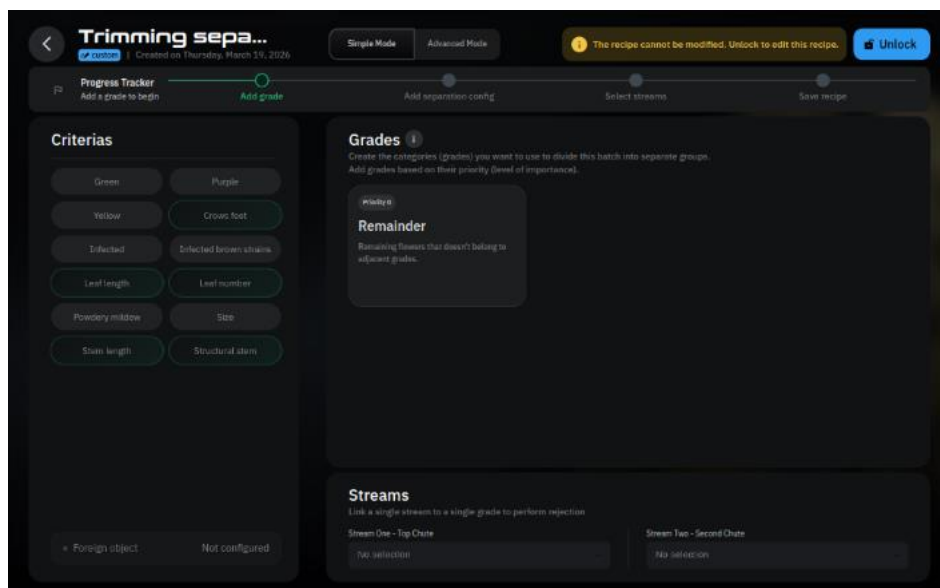 Trimming sepa...
custom | Created on Thursday, March 19, 2026
Simple Mode
Advanced Mode
The recipe cannot be modified. Unlock to edit this recipe.
Unlock
Progress Tracker
Add a grade to begin
Add grade
Add separation config
Select streams
Save recipe
Criterias
Green
Purple
Yellow
Crows foot
Infected
Infected brown strains
Leaf length
Leaf number
Powdery mildew
Size
Stem length
Structural stem
Foreign object
Not configured
Grades
Create the categories (grades) you want to use to divide this batch into separate groups.
Add grades based on their priority (level of importance).
Priority 0
Remainder
Remaining flowers that doesn't belong to
adjacent grades.
Streams
Link a single stream to a single grade to perform rejection
Stream One - Top Chute
No selection
Stream Two - Second Chute
No selection